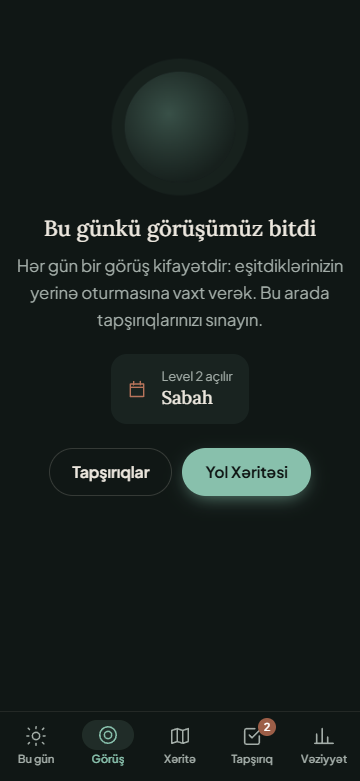 Bu günkü görüşümüz bitdi
Hər gün bir görüş kifayətdir: eşitdiklərinizin
yerinə oturmasına vaxt verək. Bu arada
tapşırıqlarınızı sınayın.
Level 2 açılır
Sabah
Tapşırıqlar
Yol Xəritəsi
2
Bu gün
Görüş
Xəritə
Tapşırıq
Vəziyyət